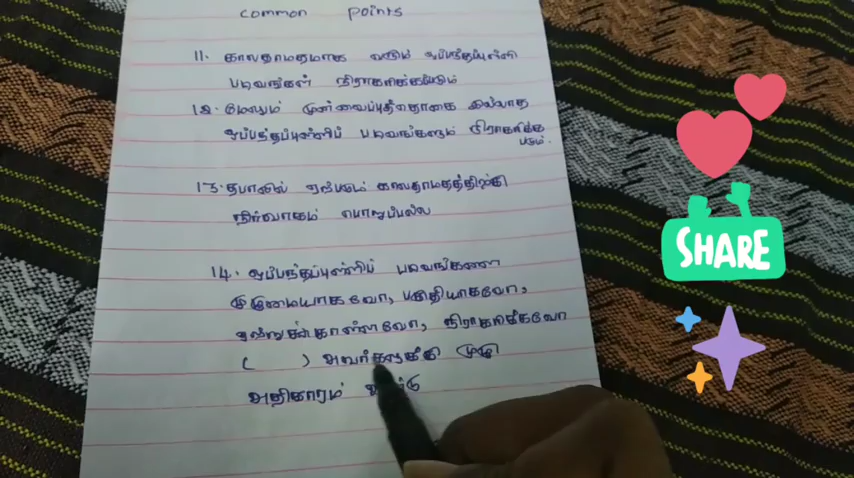 common points
11. காலதாமதமாக வரும் ஒப்பந்தப்புள்ளி
படிவங்கள் நிராகரிக்கப்படும்
12. மேலும் முன்வைப்புத்தொகை இல்லாத
ஒப்பந்தப்புள்ளிப் படிவங்களும் நிராகரிக்க
படும்.
13. தபாலில் ஏற்படும் காலதாமதத்திற்கு
நிர்வாகம் பொறுப்பல்ல
14. ஒப்பந்தப்புள்ளிப் படிவங்களை
முழுமையாகவோ, பகுதியாகவோ,
ஏற்றுக்கொள்ளவோ, நிராகரிக்கவோ
( ) அவர்களுக்கு முழு
அதிகாரம் உண்டு
SHARE